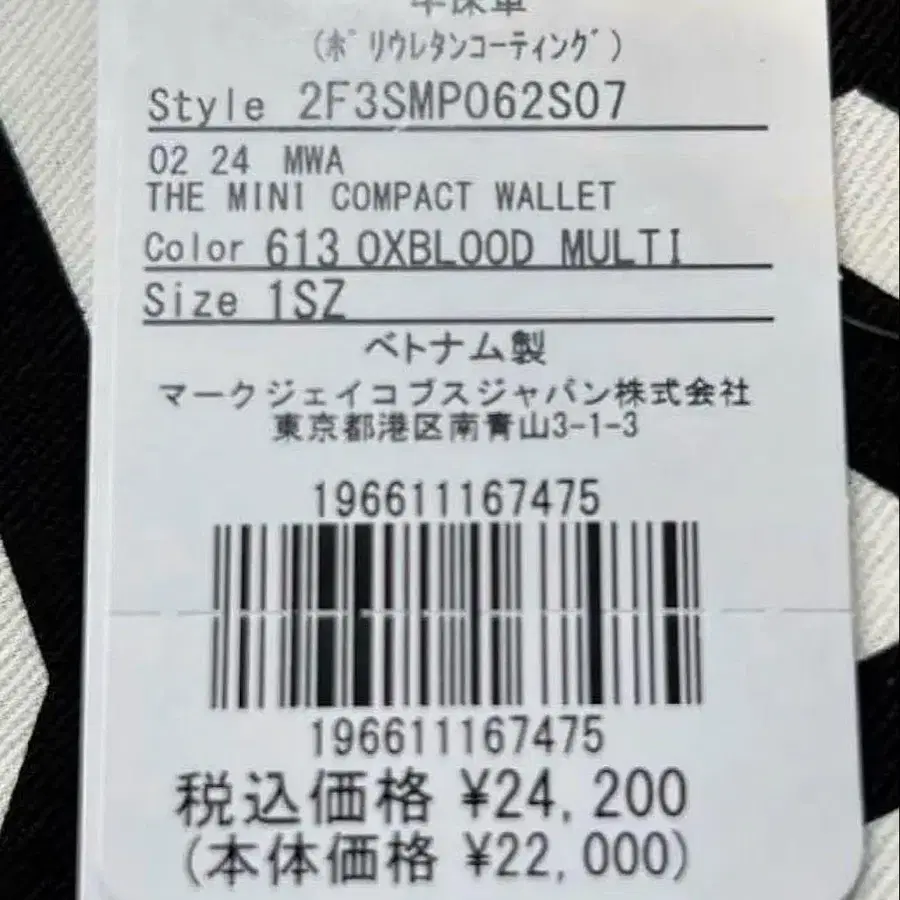 (ポリウレタンコーティング)
Style 2F3SMP062S07
02 24 MWA
THE MINI COMPACT WALLET
Color 613 OXBLOOD MULTI
Size 1SZ
ベトナム製
マークジェイコブスジャパン株式会社
東京都港区南青山3-1-3
196611167475
196611167475
税込価格 ¥24,200
(本体価格 ¥22,000)